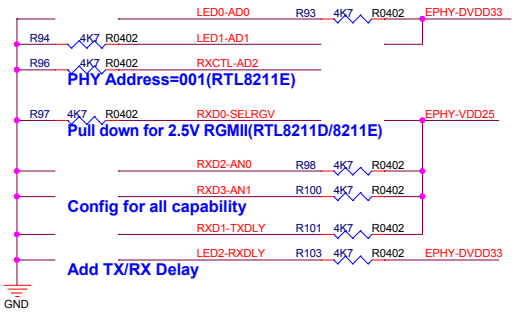 LED0-AD0 R93 4K7 R0402 EPHY-DVDD33
R94 4K7 R0402 LED1-AD1
R96 4K7 R0402 RXCTL-AD2
PHY Address=001(RTL8211E)
R97 4K7 R0402 RXD0-SELRGV EPHY-VDD25
Pull down for 2.5V RGMII(RTL8211D/8211E)
RXD2-AN0 R98 4K7 R0402
RXD3-AN1 R100 4K7 R0402
Config for all capability
RXD1-TXDLY R101 4K7 R0402
LED2-RXDLY R103 4K7 R0402 EPHY-DVDD33
Add TX/RX Delay
GND